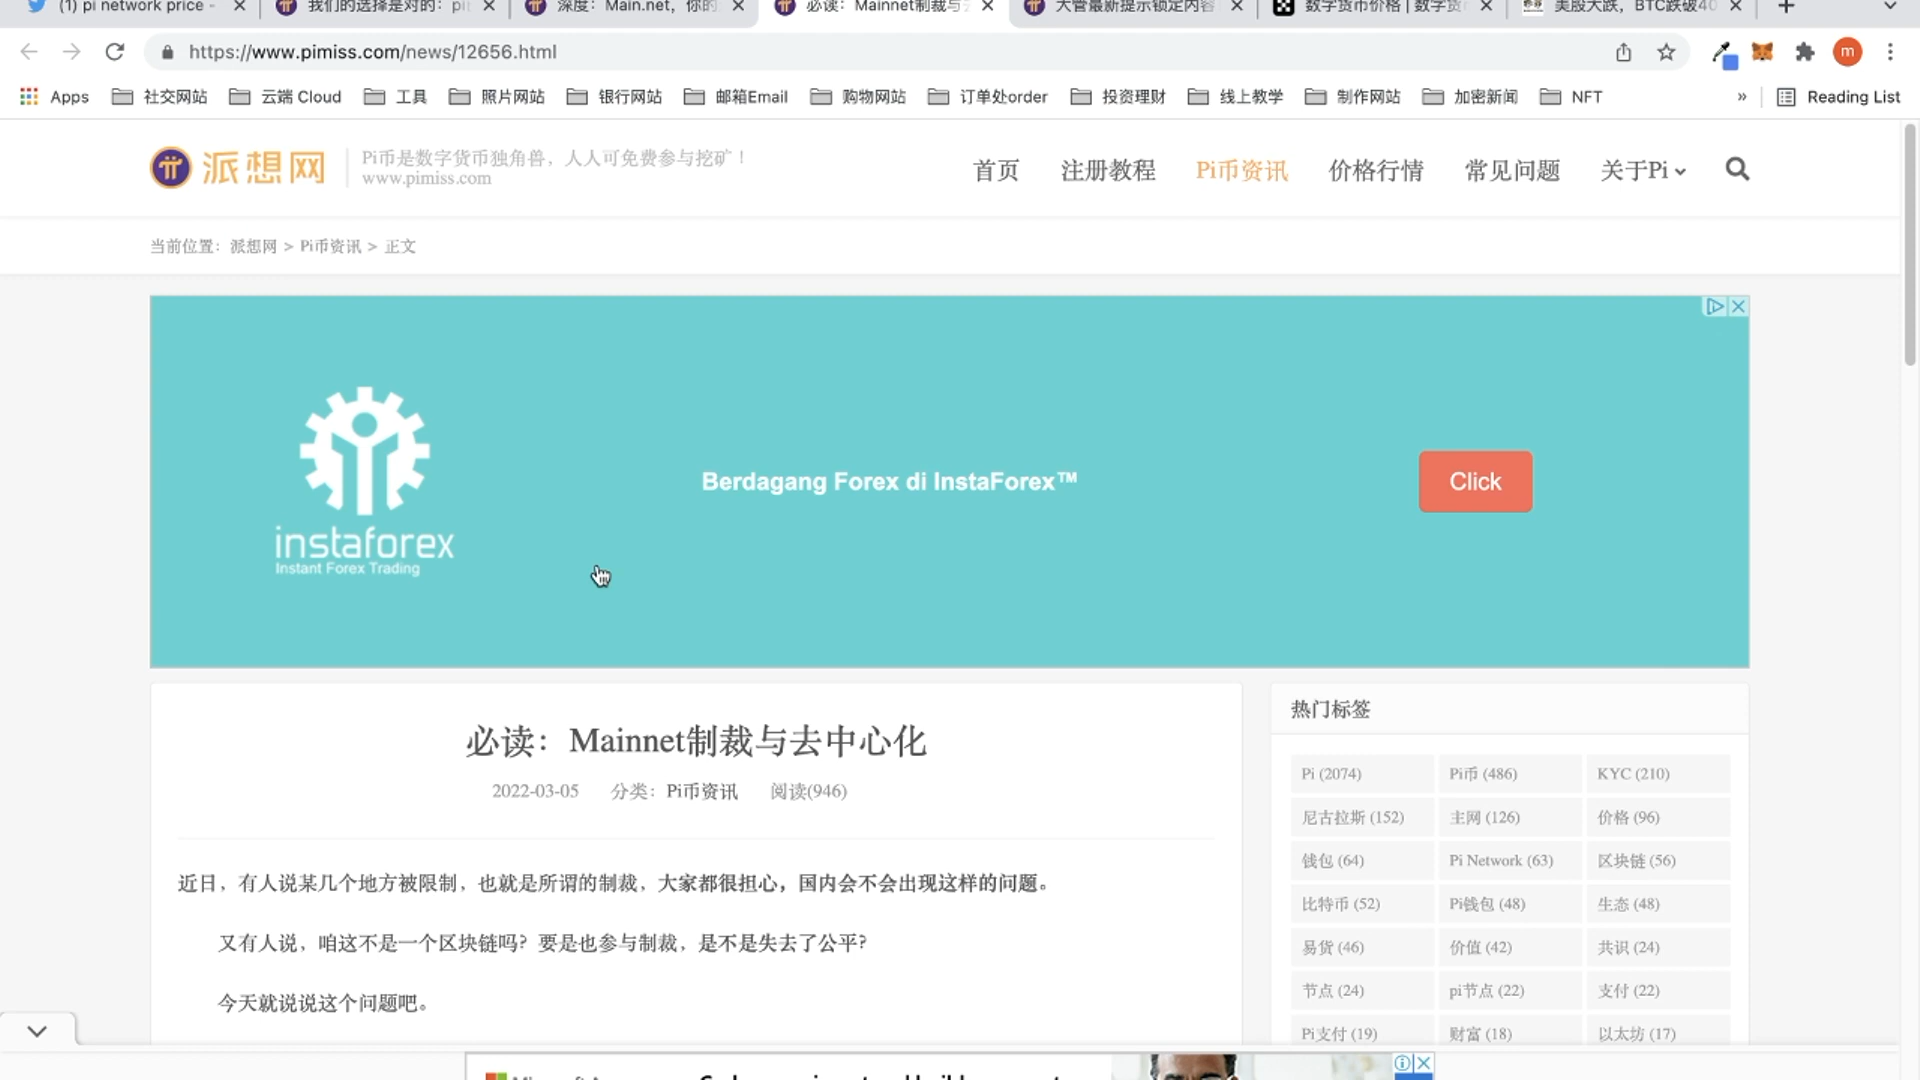 (1) pi network price -
我们的选择是对的：pi
深度：Main.net，你的
必读：Mainnet制裁与
大管最新提示锁定内容
数字货币价格 | 数字货
美股大跌，BTC跌破40
https://www.pimiss.com/news/12656.html
m
Apps
社交网站
云端 Cloud
工具
照片网站
银行网站
邮箱Email
购物网站
订单处order
投资理财
线上教学
制作网站
加密新闻
NFT
»
Reading List
派想网
Pi币是数字货币独角兽，人人可免费参与挖矿！
www.pimiss.com
首页
注册教程
Pi币资讯
价格行情
常见问题
关于Pi
当前位置：派想网 > Pi币资讯 > 正文
instaforex
Instant Forex Trading
Berdagang Forex di InstaForex™
Click
必读：Mainnet制裁与去中心化
2022-03-05 分类：Pi币资讯 阅读(946)
近日，有人说某几个地方被限制，也就是所谓的制裁，大家都很担心，国内会不会出现这样的问题。
又有人说，咱这不是一个区块链吗？要是也参与制裁，是不是失去了公平？
今天就说说这个问题吧。
热门标签
Pi (2074) Pi币 (486) KYC (210)
尼古拉斯 (152) 主网 (126) 价格 (96)
钱包 (64) Pi Network (63) 区块链 (56)
比特币 (52) Pi钱包 (48) 生态 (48)
易货 (46) 价值 (42) 共识 (24)
节点 (24) pi节点 (22) 支付 (22)
Pi支付 (19) 财富 (18) 以太坊 (17)